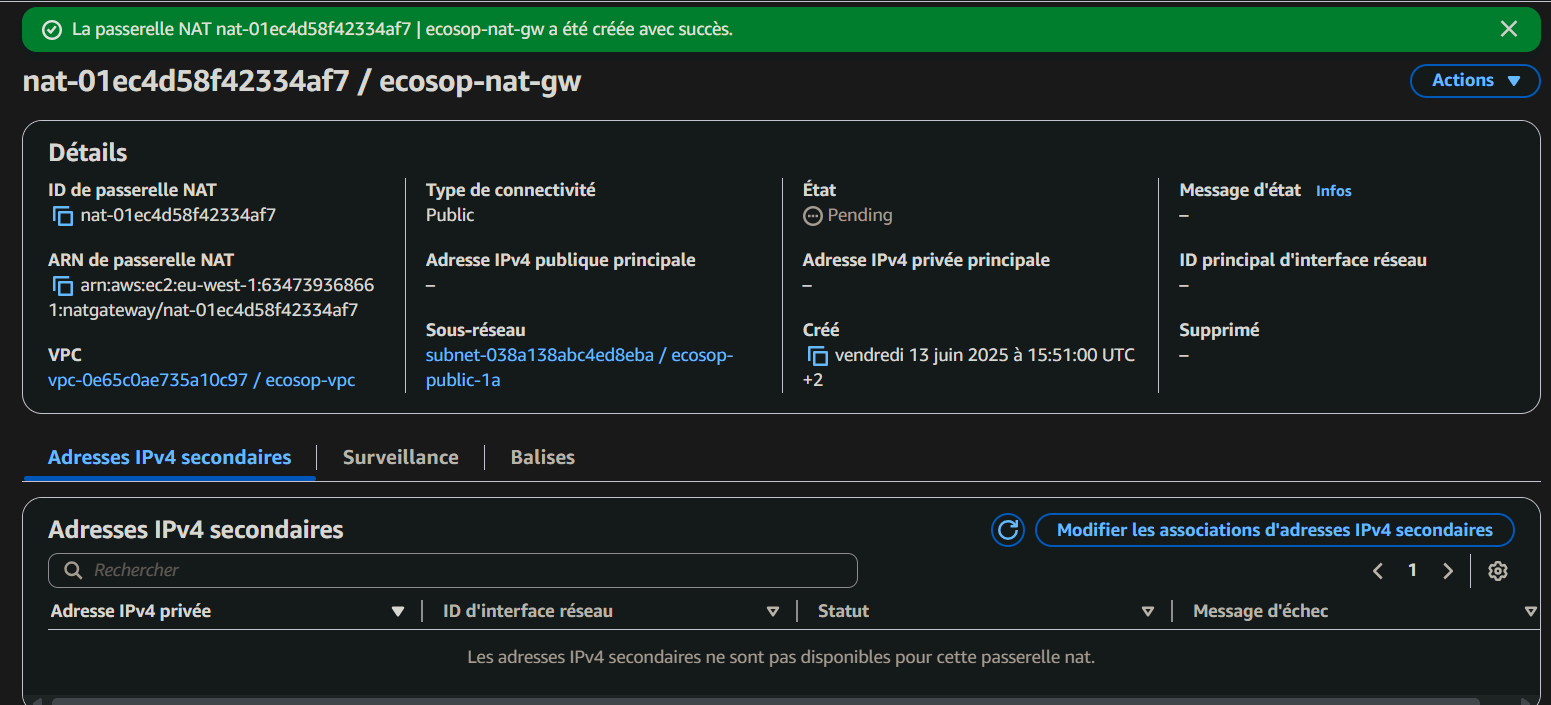 La passerelle NAT nat-01ec4d58f42334af7 | ecosop-nat-gw a été créée avec succès.
nat-01ec4d58f42334af7 / ecosop-nat-gw
Actions
Détails
ID de passerelle NAT
nat-01ec4d58f42334af7
ARN de passerelle NAT
arn:aws:ec2:eu-west-1:63473936866
1:natgateway/nat-01ec4d58f42334af7
VPC
vpc-0e65c0ae735a10c97 / ecosop-vpc
Type de connectivité
Public
Adresse IPv4 publique principale
–
Sous-réseau
subnet-038a138abc4ed8eba / ecosop-
public-1a
État
Pending
Adresse IPv4 privée principale
–
Créé
vendredi 13 juin 2025 à 15:51:00 UTC
+2
Message d'état Infos
–
ID principal d'interface réseau
–
Supprimé
–
Adresses IPv4 secondaires
Surveillance
Balises
Adresses IPv4 secondaires
Modifier les associations d'adresses IPv4 secondaires
Rechercher
1
Adresse IPv4 privée
ID d'interface réseau
Statut
Message d'échec
Les adresses IPv4 secondaires ne sont pas disponibles pour cette passerelle nat.